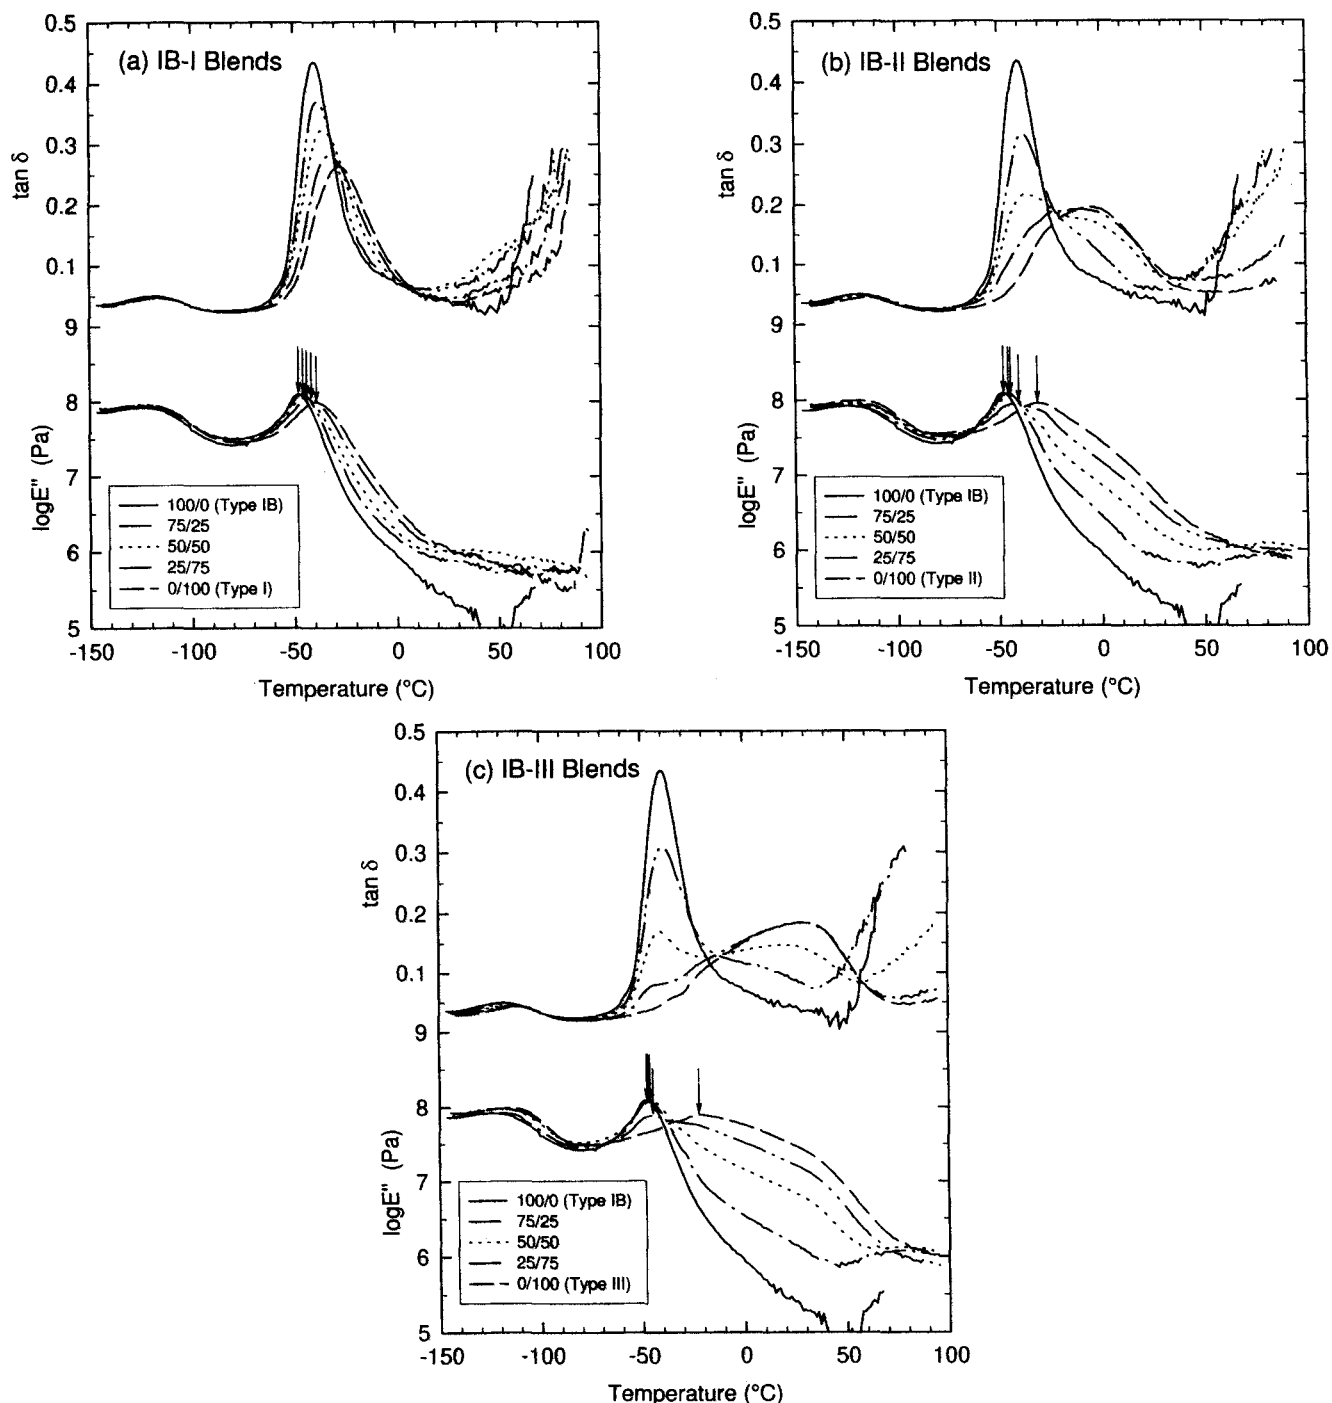 (a) IB-I Blends
tan δ
0.5
0.4
0.3
0.2
0.1
9
8
7
6
5
logE" (Pa)
100/0 (Type IB)
75/25
50/50
25/75
0/100 (Type I)
-150 -100 -50 0 50 100
Temperature (°C)
(b) IB-II Blends
tan δ
0.5
0.4
0.3
0.2
0.1
9
8
7
6
5
logE" (Pa)
100/0 (Type IB)
75/25
50/50
25/75
0/100 (Type II)
-150 -100 -50 0 50 100
Temperature (°C)
(c) IB-III Blends
tan δ
0.5
0.4
0.3
0.2
0.1
9
8
7
6
5
logE" (Pa)
100/0 (Type IB)
75/25
50/50
25/75
0/100 (Type III)
-150 -100 -50 0 50 100
Temperature (°C)